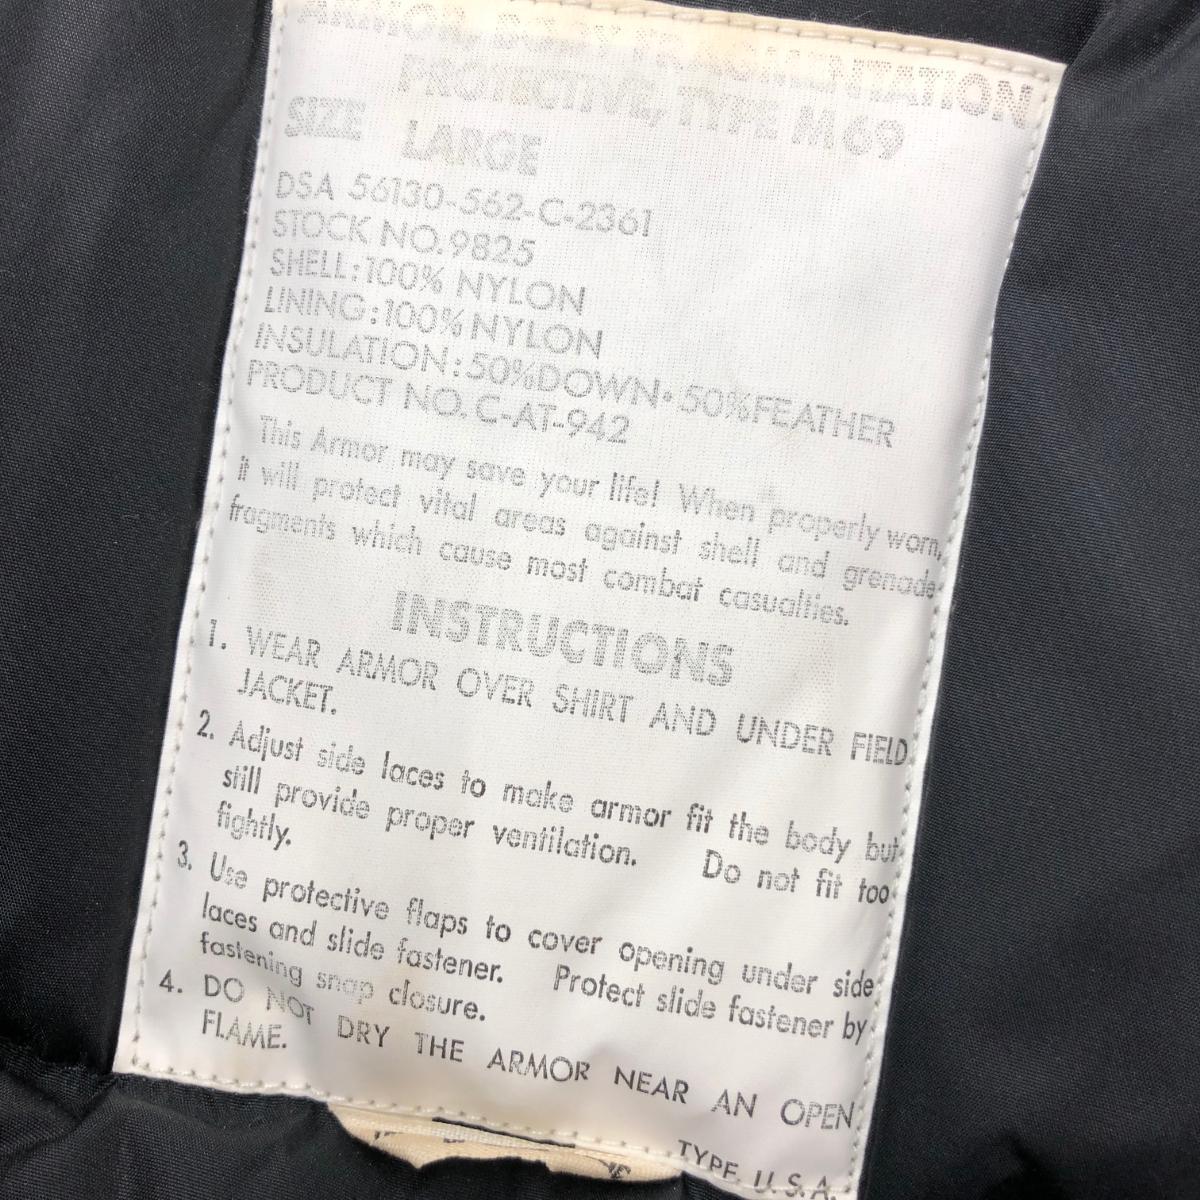 ARMOR, BODY FRAGMENTATION
PROTECTIVE, TYPE M69
SIZE LARGE
DSA 56130-562-C-2361
STOCK NO.9825
SHELL:100% NYLON
LINING:100% NYLON
INSULATION:50%DOWN•50%FEATHER
PRODUCT NO.C-AT-942
This Armor may save your life! When properly worn,
it will protect vital areas against shell and grenade
fragments which cause most combat casualties.
INSTRUCTIONS
1. WEAR ARMOR OVER SHIRT AND UNDER FIELD
JACKET.
2. Adjust side laces to make armor fit the body but
still provide proper ventilation. Do not fit too
tightly.
3. Use protective flaps to cover opening under side
laces and slide fastener. Protect slide fastener by
fastening snap closure.
4. DO NOT DRY THE ARMOR NEAR AN OPEN
FLAME.
TYPE U.S.A.